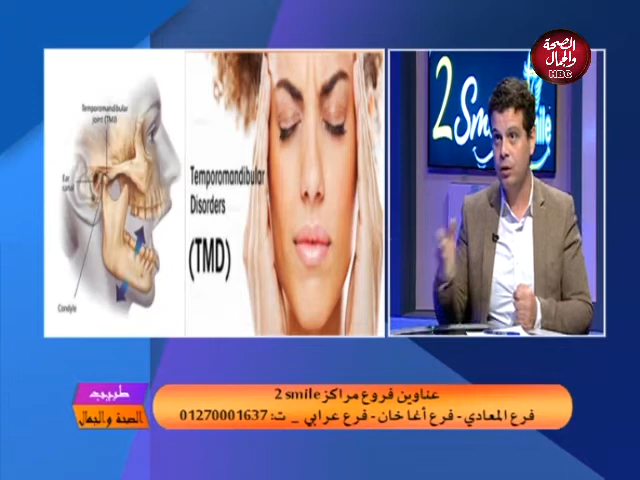 الصحة
والجمال
HBC
2 Smile
Temporomandibular
joint (TMJ)
Ear
canal
Condyle
Temporomandibular
Disorders
(TMD)
طبيب
الصحة والجمال
عناوين فروع مراكز 2 smile
فرع المعادي - فرع أغا خان - فرع عرابي _ ت: 01270001637